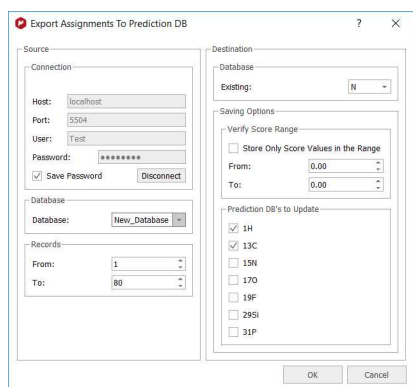 Export Assignments To Prediction DB
?
Source
Connection
Host: localhost
Port: 5504
User: Test
Password: ●●●●●●●●
Save Password Disconnect
Database
Database: New_Database
Records
From: 1
To: 80
Destination
Database
Existing: N
Saving Options
Verify Score Range
Store Only Score Values in the Range
From: 0.00
To: 0.00
Prediction DB's to Update
1H
13C
15N
17O
19F
29Si
31P
OK Cancel